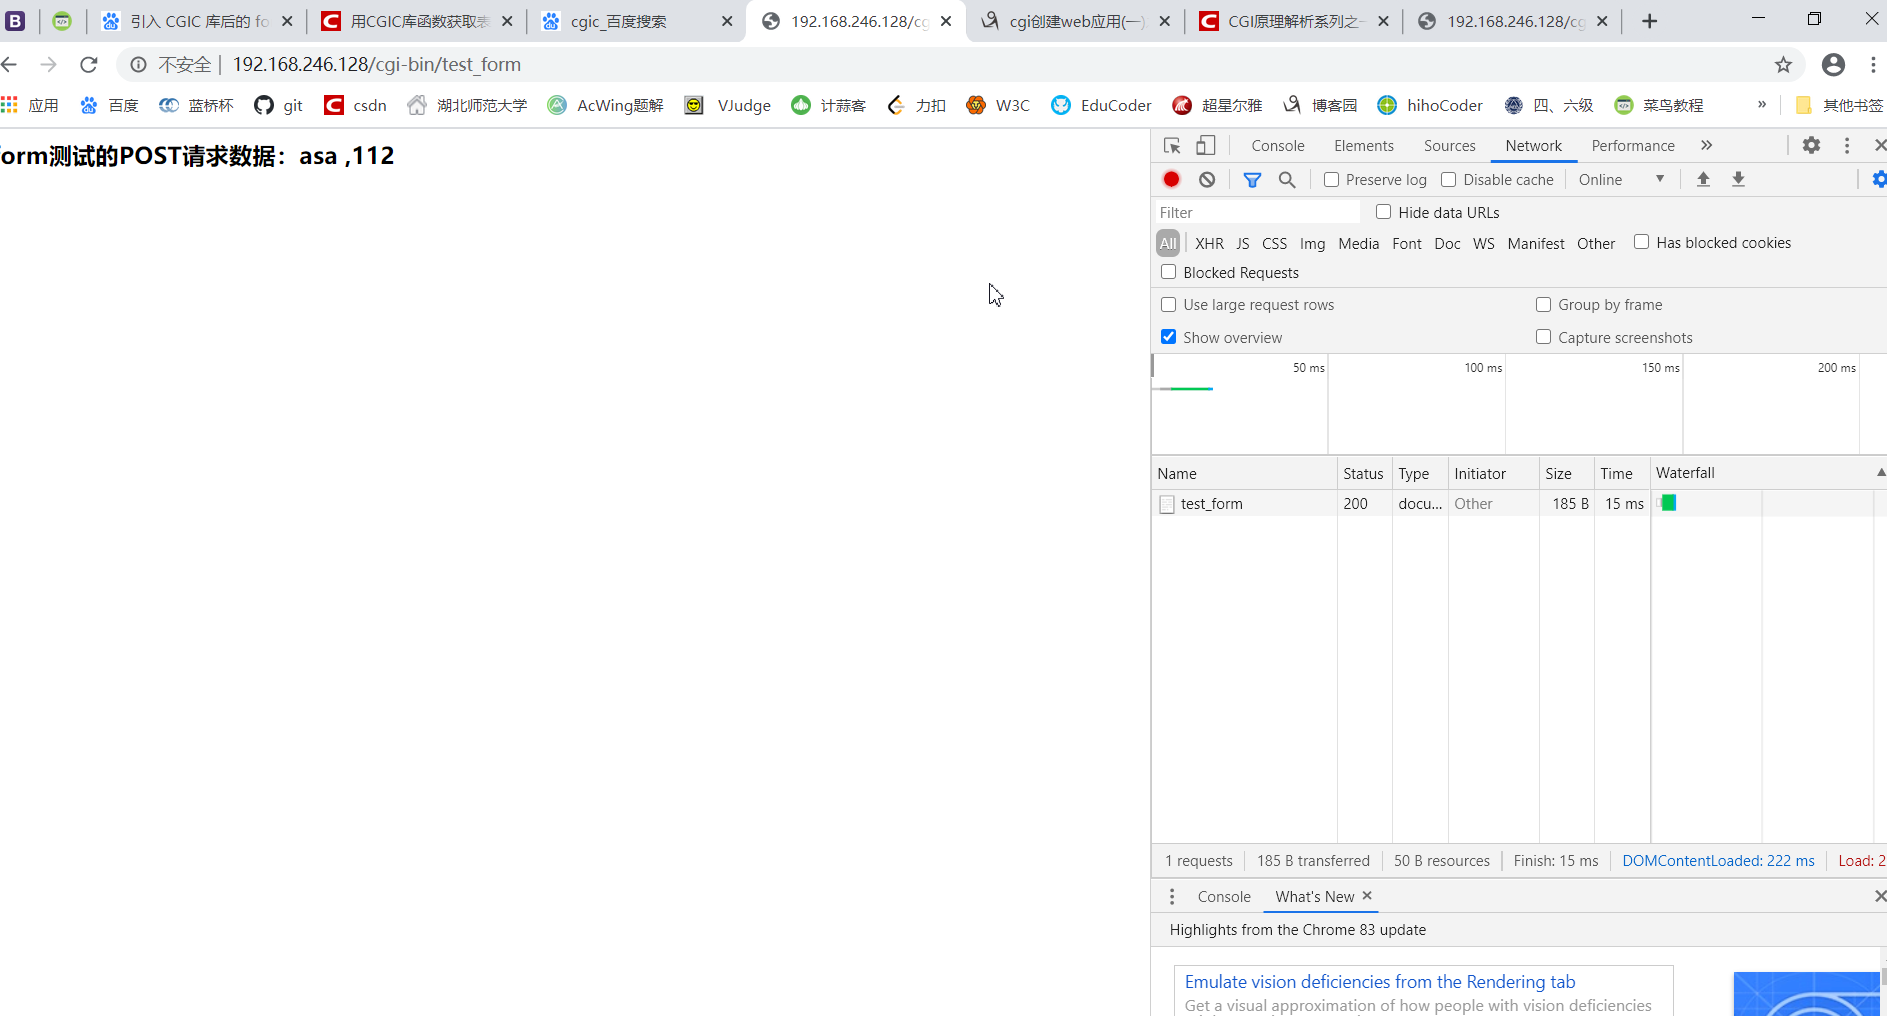 引入 CGIC 库后的 fo
用CGIC库函数获取表
cgic_百度搜索
192.168.246.128/cg
cgi创建web应用(一)
CGI原理解析系列之一
192.168.246.128/cg
不安全 | 192.168.246.128/cgi-bin/test_form
应用 百度 蓝桥杯 git csdn 湖北师范大学 AcWing题解 VJudge 计蒜客 力扣 W3C EduCoder 超星尔雅 博客园 hihoCoder 四、六级 菜鸟教程 » 其他书签
form测试的POST请求数据：asa ,112
Console Elements Sources Network Performance »
Preserve log Disable cache Online
Filter Hide data URLs
All XHR JS CSS Img Media Font Doc WS Manifest Other Has blocked cookies
Blocked Requests
Use large request rows Group by frame
Show overview Capture screenshots
50 ms 100 ms 150 ms 200 ms
Name Status Type Initiator Size Time Waterfall
test_form 200 docu... Other 185 B 15 ms
1 requests 185 B transferred 50 B resources Finish: 15 ms DOMContentLoaded: 222 ms Load: 2
Console What's New
Highlights from the Chrome 83 update
Emulate vision deficiencies from the Rendering tab
Get a visual approximation of how people with vision deficiencies